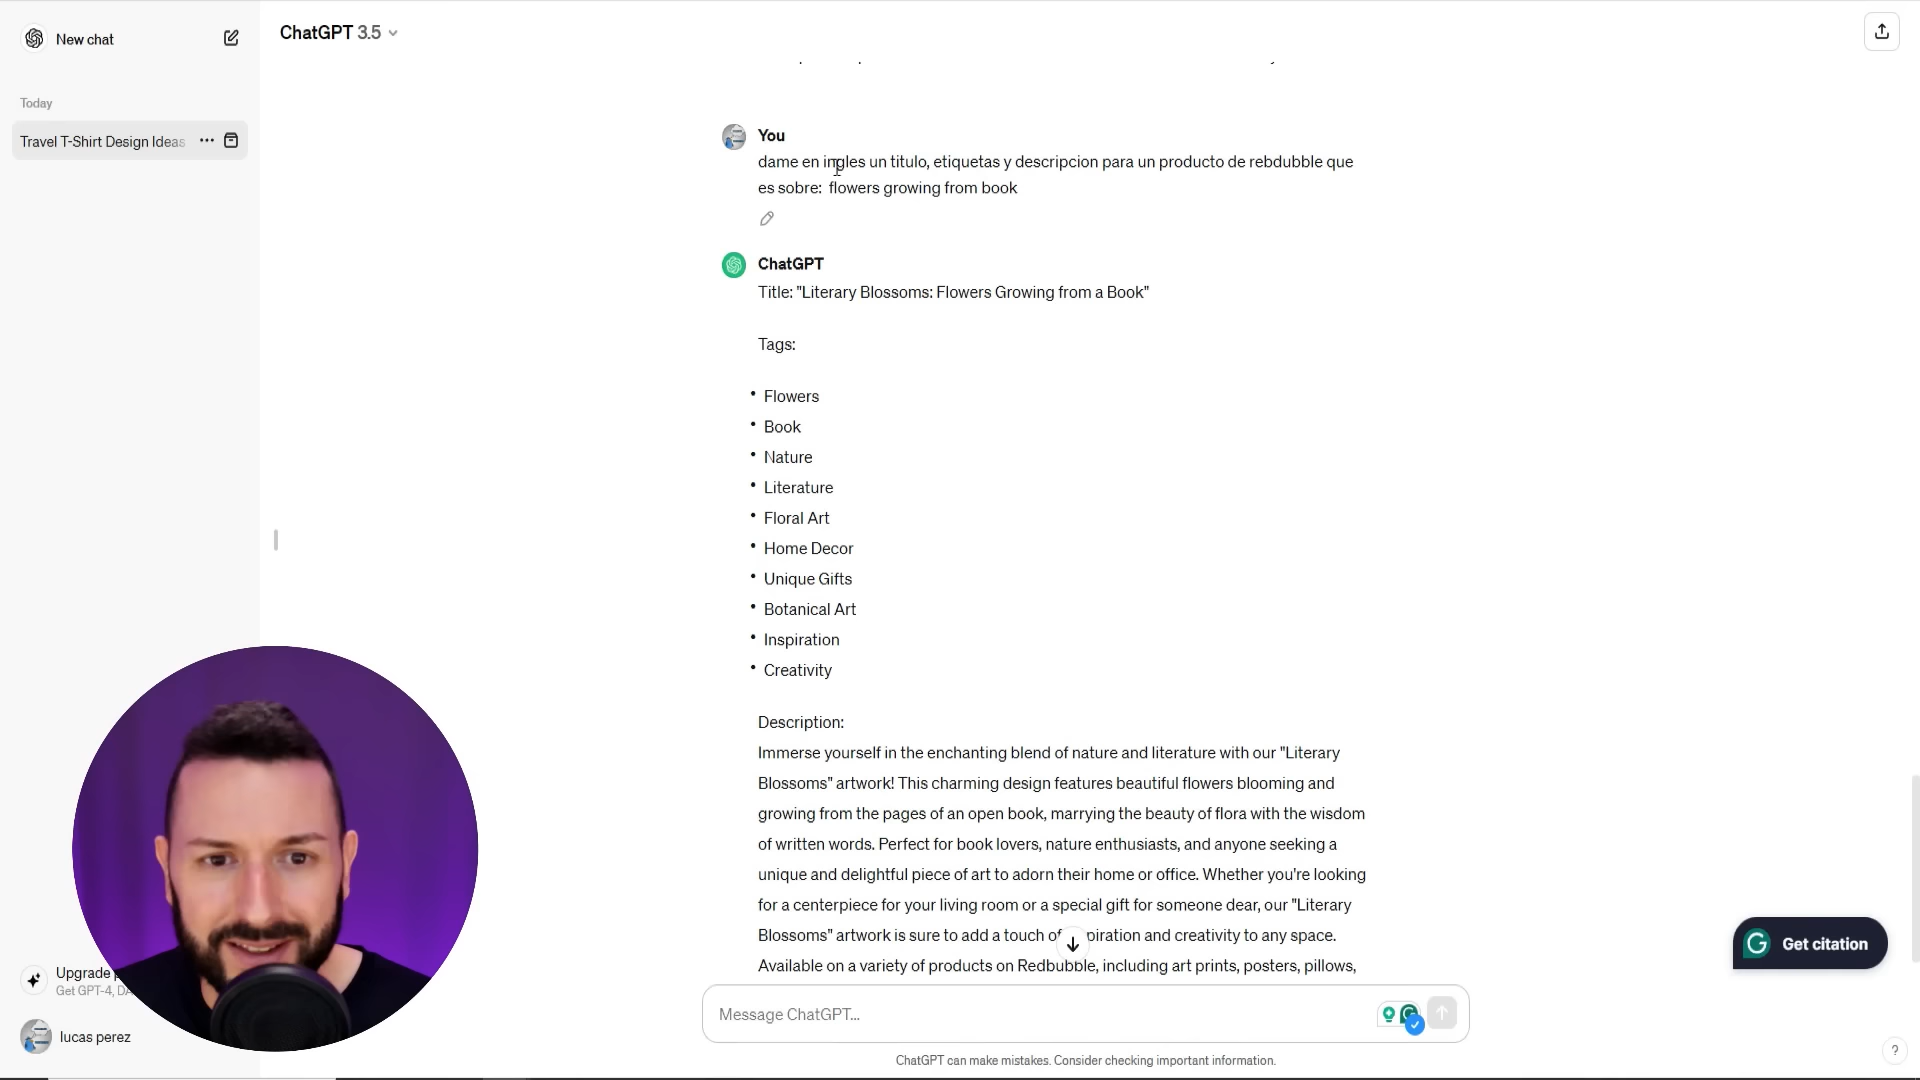 New chat
ChatGPT 3.5
Today
Travel T-Shirt Design Ideas
You
dame en ingles un titulo, etiquetas y descripcion para un producto de rebdubble que
es sobre:  flowers growing from book
ChatGPT
Title: "Literary Blossoms: Flowers Growing from a Book"
Tags:
• Flowers
• Book
• Nature
• Literature
• Floral Art
• Home Decor
• Unique Gifts
• Botanical Art
• Inspiration
• Creativity
Description:
Immerse yourself in the enchanting blend of nature and literature with our "Literary
Blossoms" artwork! This charming design features beautiful flowers blooming and
growing from the pages of an open book, marrying the beauty of flora with the wisdom
of written words. Perfect for book lovers, nature enthusiasts, and anyone seeking a
unique and delightful piece of art to adorn their home or office. Whether you're looking
for a centerpiece for your living room or a special gift for someone dear, our "Literary
Blossoms" artwork is sure to add a touch of piration and creativity to any space.
Available on a variety of products on Redbubble, including art prints, posters, pillows,
Get citation
Upgrade
Get GPT-4,
lucas perez
Message ChatGPT...
ChatGPT can make mistakes. Consider checking important information.
?